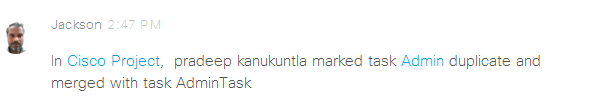 Jackson 2:47 PM
In Cisco Project, pradeep kanukuntla marked task Admin duplicate and
merged with task AdminTask